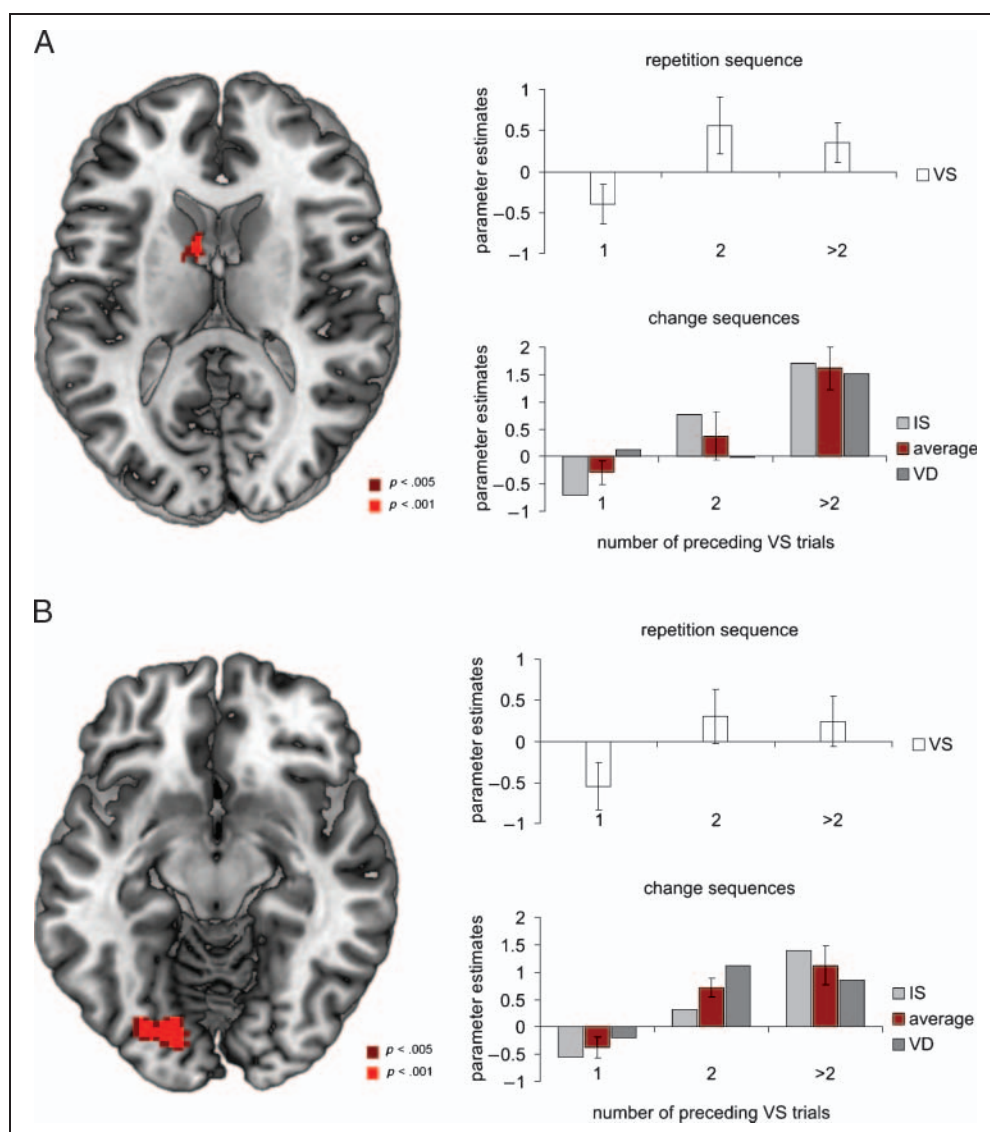 A
repetition sequence
parameter estimates
1
0.5
0
−0.5
−1
1
2
>2
VS
change sequences
parameter estimates
2
1.5
1
0.5
0
−0.5
−1
1
2
>2
IS
average
VD
number of preceding VS trials
p < .005
p < .001
B
repetition sequence
parameter estimates
1
0.5
0
−0.5
−1
1
2
>2
VS
change sequences
parameter estimates
2
1.5
1
0.5
0
−0.5
−1
1
2
>2
IS
average
VD
number of preceding VS trials
p < .005
p < .001